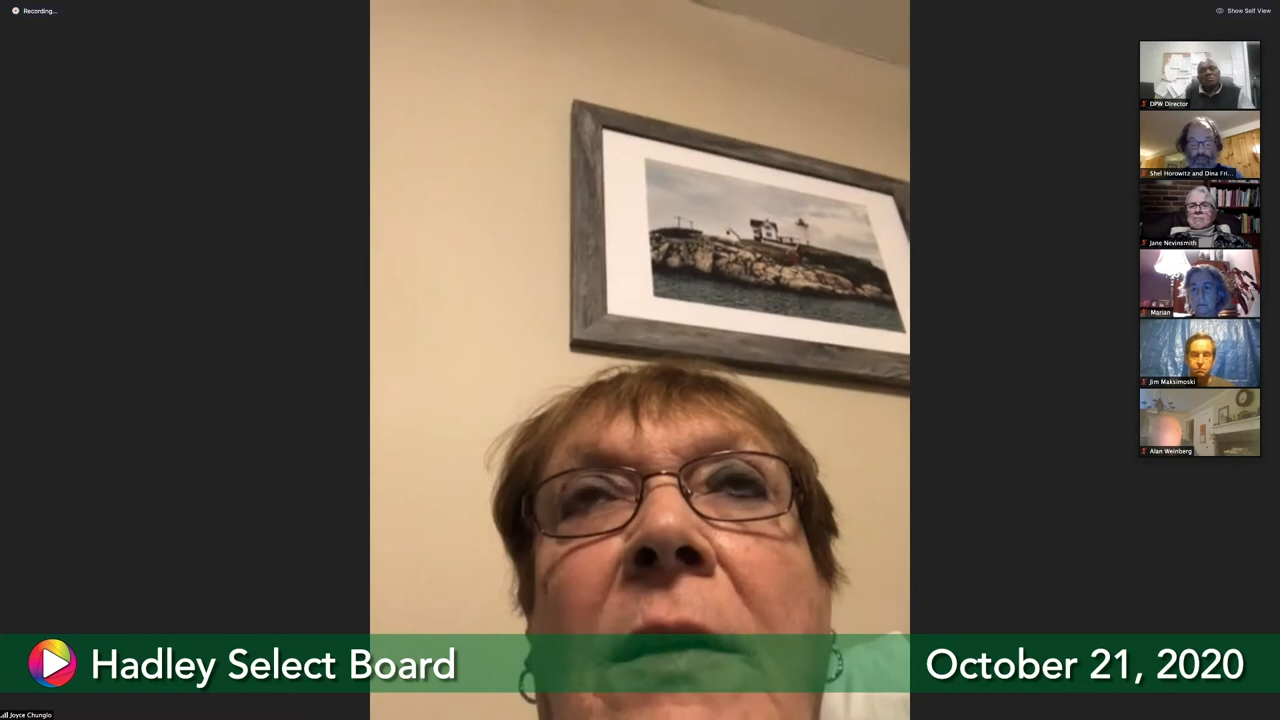 Recording...
Show Self View
DPW Director
Shel Horowitz and Dina Fri...
Jane Nevinsmith
Marian
Jim Maksimoski
Alan Weinberg
Hadley Select Board
October 21, 2020
Joyce Chunglo